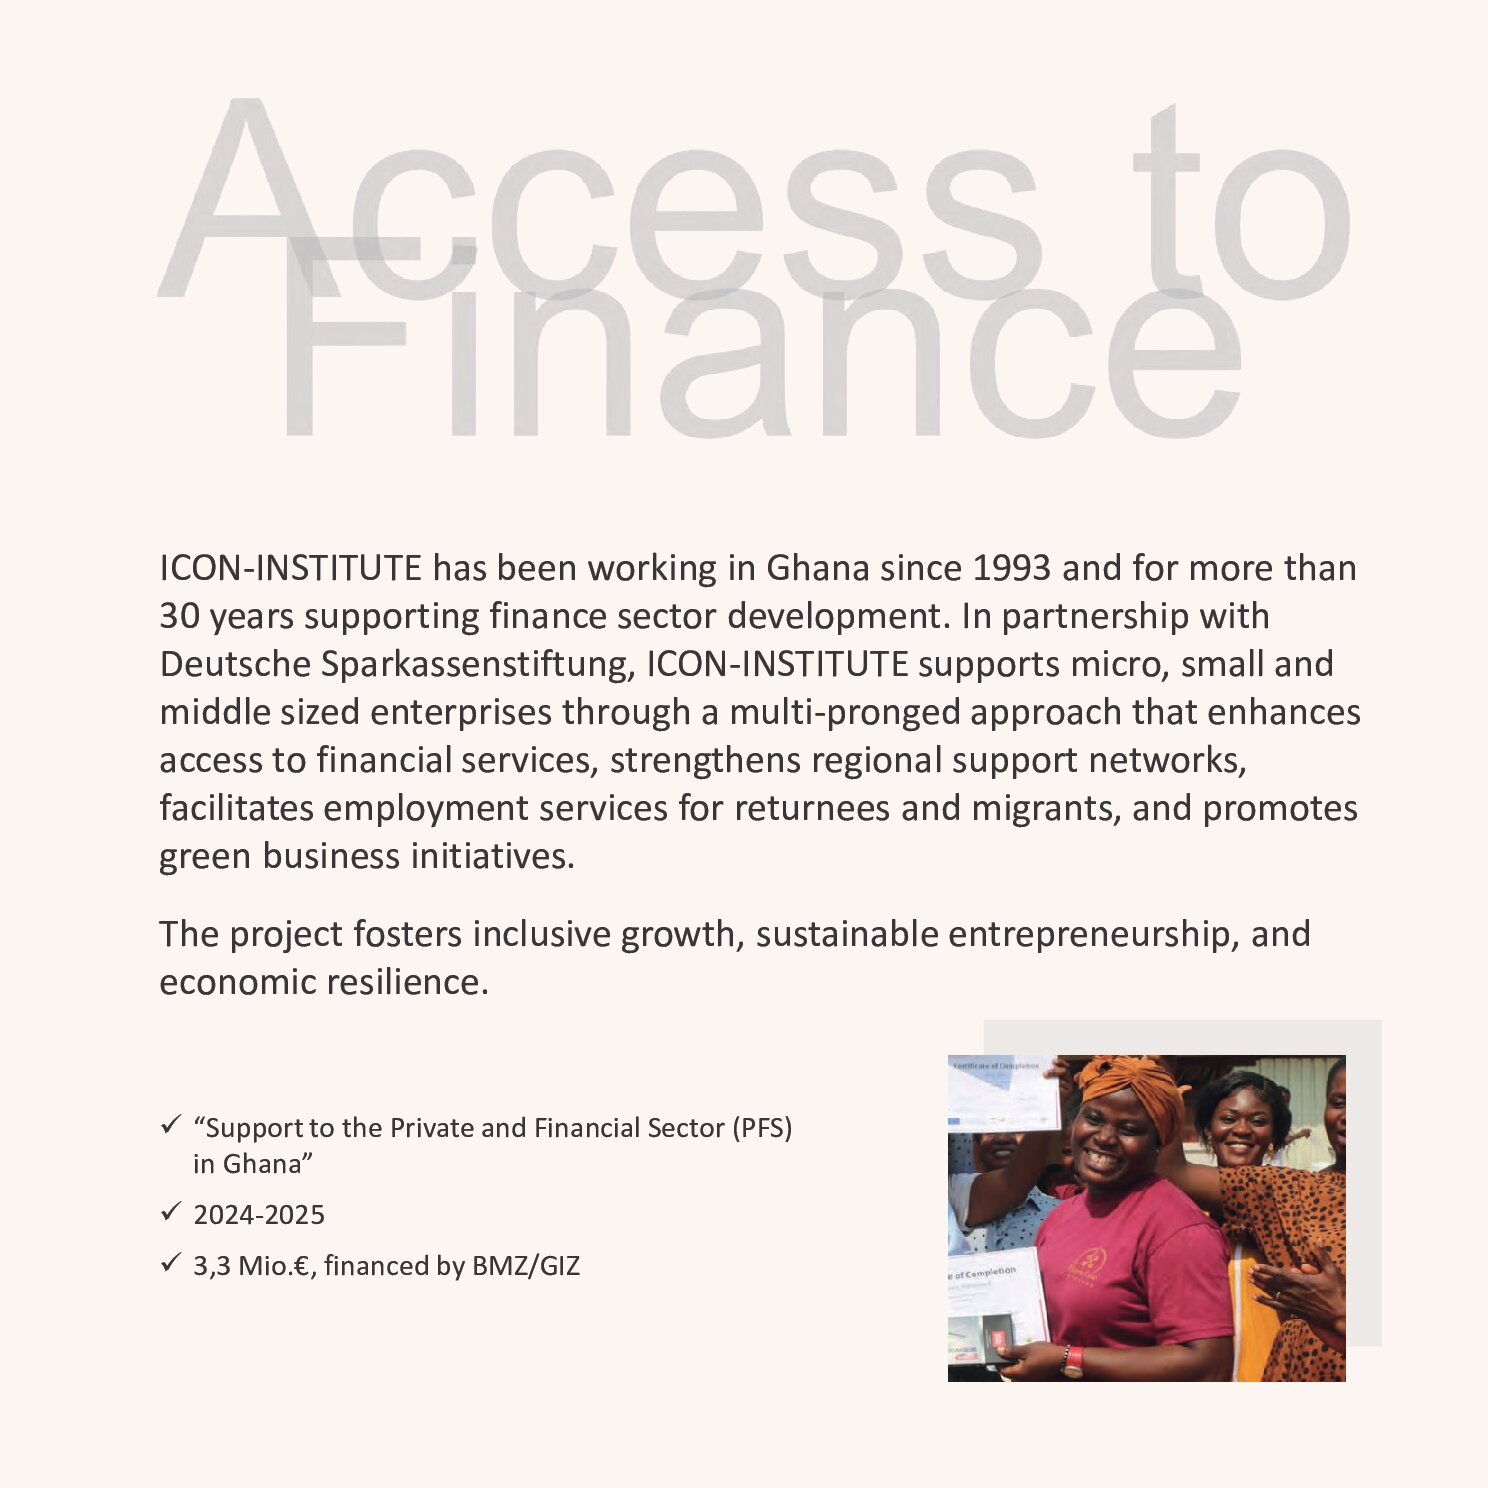 Access to
Finance
ICON-INSTITUTE has been working in Ghana since 1993 and for more than
30 years supporting finance sector development. In partnership with
Deutsche Sparkassenstiftung, ICON-INSTITUTE supports micro, small and
middle sized enterprises through a multi-pronged approach that enhances
access to financial services, strengthens regional support networks,
facilitates employment services for returnees and migrants, and promotes
green business initiatives.
The project fosters inclusive growth, sustainable entrepreneurship, and
economic resilience.
✓ “Support to the Private and Financial Sector (PFS)
in Ghana”
✓ 2024-2025
✓ 3,3 Mio.€, financed by BMZ/GIZ
Certificate of Completion
e of Completion